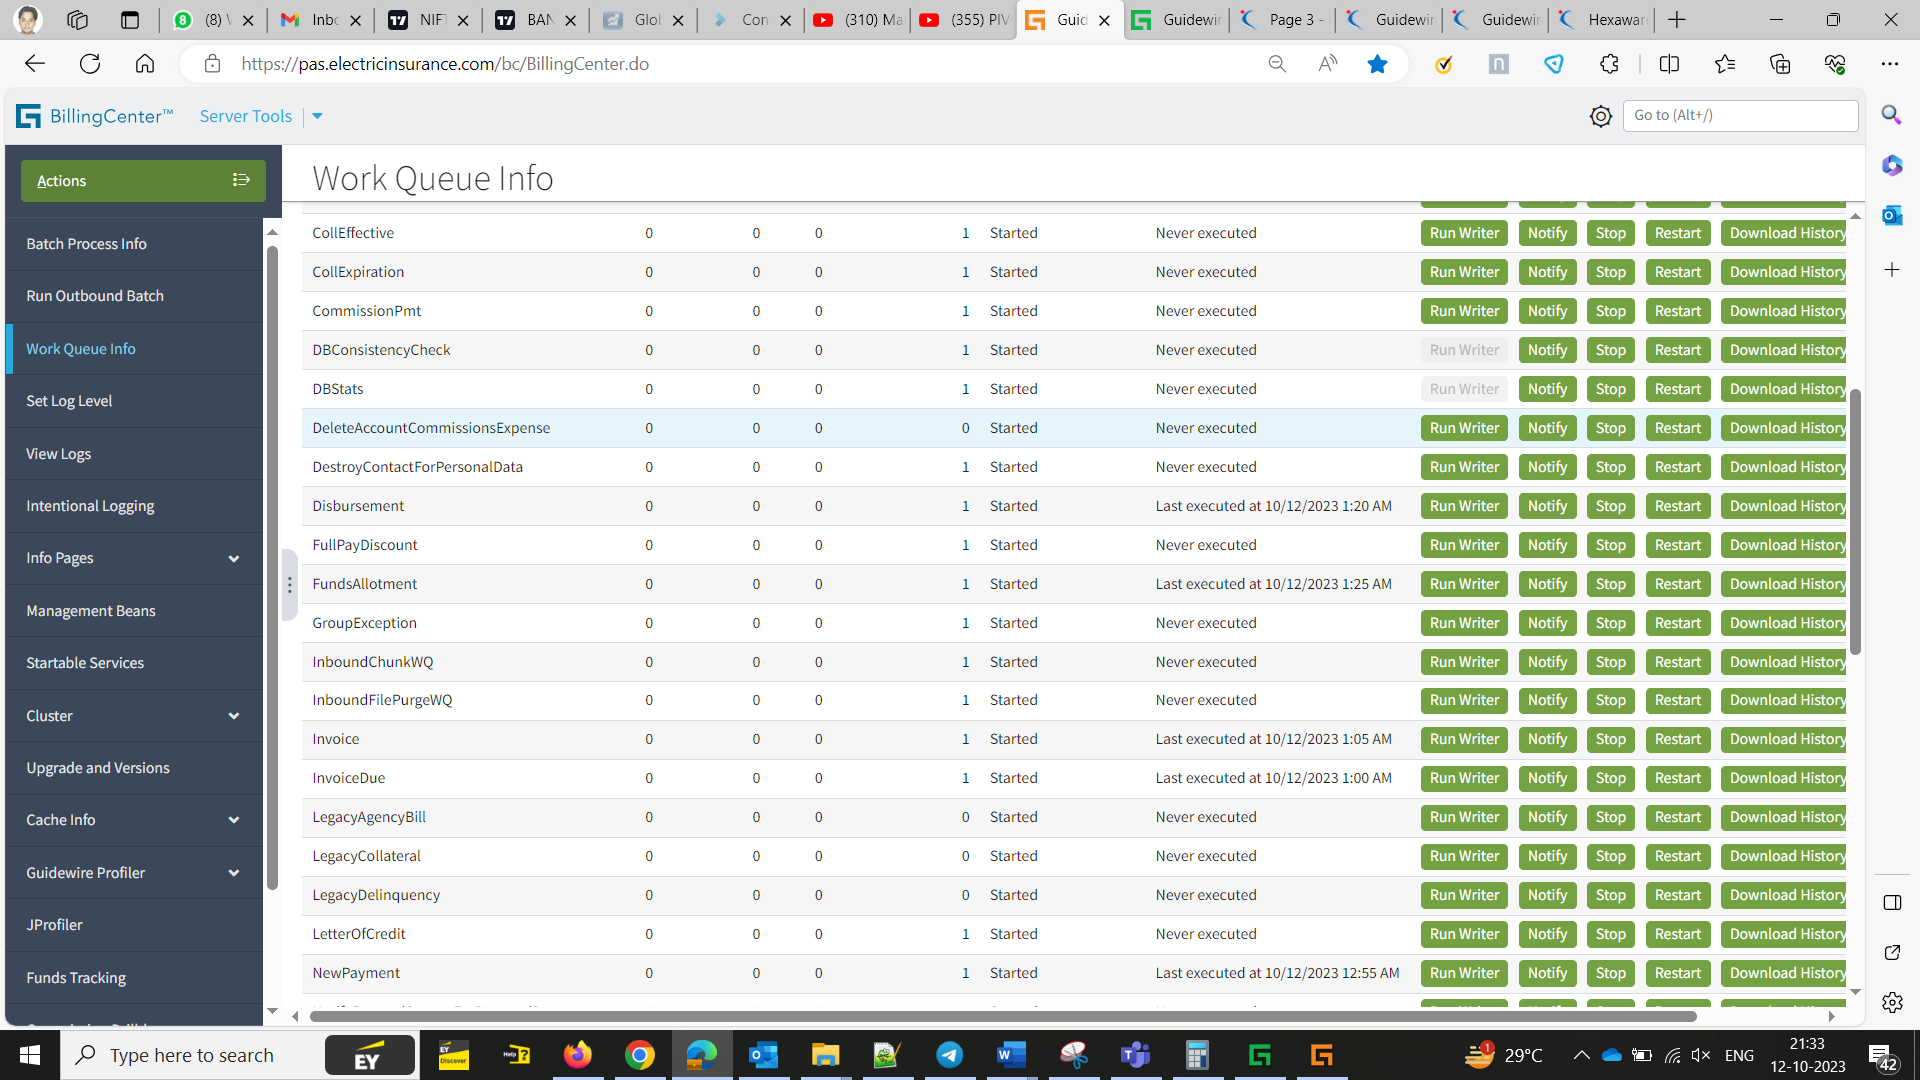 (8) W
Inbo
NIFT
BAN
Glob
Con
(310) Ma
(355) PIV
Guid
Guidewir
Page 3 -
Guidewir
Guidewir
Hexaware
https://pas.electricinsurance.com/bc/BillingCenter.do
BillingCenter™ Server Tools
Go to (Alt+/)
Actions
Batch Process Info
Run Outbound Batch
Work Queue Info
Set Log Level
View Logs
Intentional Logging
Info Pages
Management Beans
Startable Services
Cluster
Upgrade and Versions
Cache Info
Guidewire Profiler
JProfiler
Funds Tracking
Work Queue Info
CollEffective 0 0 0 1 Started Never executed Run Writer Notify Stop Restart Download History
CollExpiration 0 0 0 1 Started Never executed Run Writer Notify Stop Restart Download History
CommissionPmt 0 0 0 1 Started Never executed Run Writer Notify Stop Restart Download History
DBConsistencyCheck 0 0 0 1 Started Never executed Run Writer Notify Stop Restart Download History
DBStats 0 0 0 1 Started Never executed Run Writer Notify Stop Restart Download History
DeleteAccountCommissionsExpense 0 0 0 0 Started Never executed Run Writer Notify Stop Restart Download History
DestroyContactForPersonalData 0 0 0 1 Started Never executed Run Writer Notify Stop Restart Download History
Disbursement 0 0 0 1 Started Last executed at 10/12/2023 1:20 AM Run Writer Notify Stop Restart Download History
FullPayDiscount 0 0 0 1 Started Never executed Run Writer Notify Stop Restart Download History
FundsAllotment 0 0 0 1 Started Last executed at 10/12/2023 1:25 AM Run Writer Notify Stop Restart Download History
GroupException 0 0 0 1 Started Never executed Run Writer Notify Stop Restart Download History
InboundChunkWQ 0 0 0 1 Started Never executed Run Writer Notify Stop Restart Download History
InboundFilePurgeWQ 0 0 0 1 Started Never executed Run Writer Notify Stop Restart Download History
Invoice 0 0 0 1 Started Last executed at 10/12/2023 1:05 AM Run Writer Notify Stop Restart Download History
InvoiceDue 0 0 0 1 Started Last executed at 10/12/2023 1:00 AM Run Writer Notify Stop Restart Download History
LegacyAgencyBill 0 0 0 0 Started Never executed Run Writer Notify Stop Restart Download History
LegacyCollateral 0 0 0 0 Started Never executed Run Writer Notify Stop Restart Download History
LegacyDelinquency 0 0 0 0 Started Never executed Run Writer Notify Stop Restart Download History
LetterOfCredit 0 0 0 1 Started Never executed Run Writer Notify Stop Restart Download History
NewPayment 0 0 0 1 Started Last executed at 10/12/2023 12:55 AM Run Writer Notify Stop Restart Download History
Type here to search
EY
EY
Discover
Help ?
29°C
ENG
21:33
12-10-2023
42